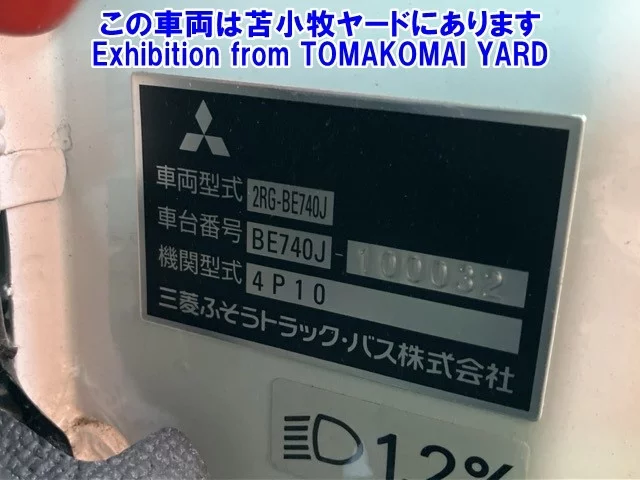 この車両は苫小牧ヤードにあります
Exhibition from TOMAKOMAI YARD
車両型式 2RG-BE740J
車台番号 BE740J-100032
機関型式 4P10
三菱ふそうトラック・バス株式会社
1.2%